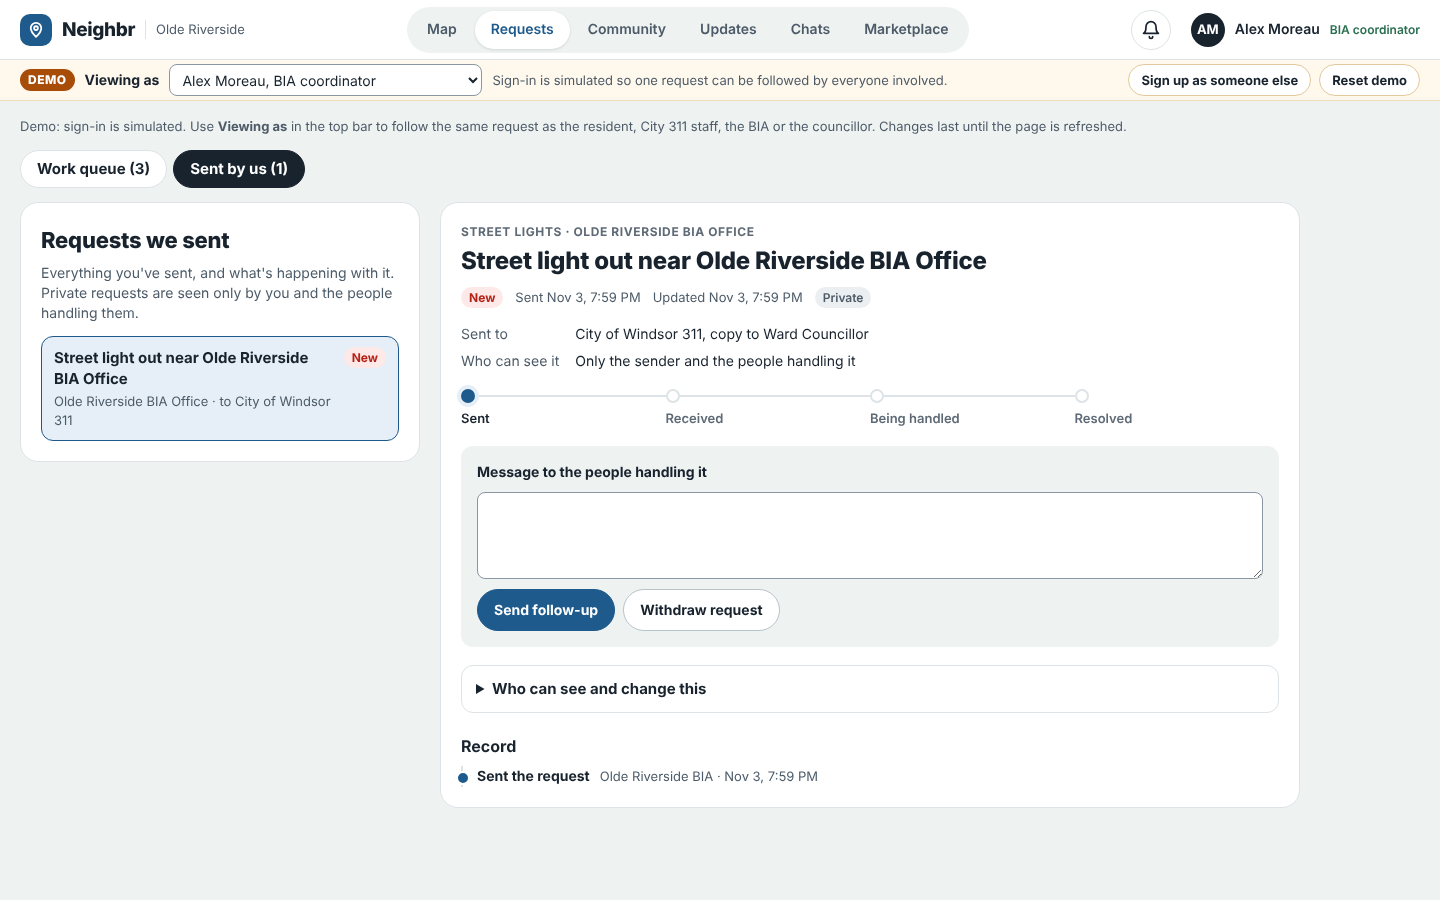 Neighbr
Olde Riverside
Map
Requests
Community
Updates
Chats
Marketplace
AM
Alex Moreau
BIA coordinator
DEMO
Viewing as
Alex Moreau, BIA coordinator
Sign-in is simulated so one request can be followed by everyone involved.
Sign up as someone else
Reset demo
Demo: sign-in is simulated. Use Viewing as in the top bar to follow the same request as the resident, City 311 staff, the BIA or the councillor. Changes last until the page is refreshed.
Work queue (3)
Sent by us (1)
Requests we sent
Everything you've sent, and what's happening with it.
Private requests are seen only by you and the people
handling them.
Street light out near Olde Riverside
BIA Office
New
Olde Riverside BIA Office · to City of Windsor
311
STREET LIGHTS · OLDE RIVERSIDE BIA OFFICE
Street light out near Olde Riverside BIA Office
New
Sent Nov 3, 7:59 PM
Updated Nov 3, 7:59 PM
Private
Sent to
City of Windsor 311, copy to Ward Councillor
Who can see it
Only the sender and the people handling it
Sent
Received
Being handled
Resolved
Message to the people handling it
Send follow-up
Withdraw request
Who can see and change this
Record
Sent the request
Olde Riverside BIA · Nov 3, 7:59 PM